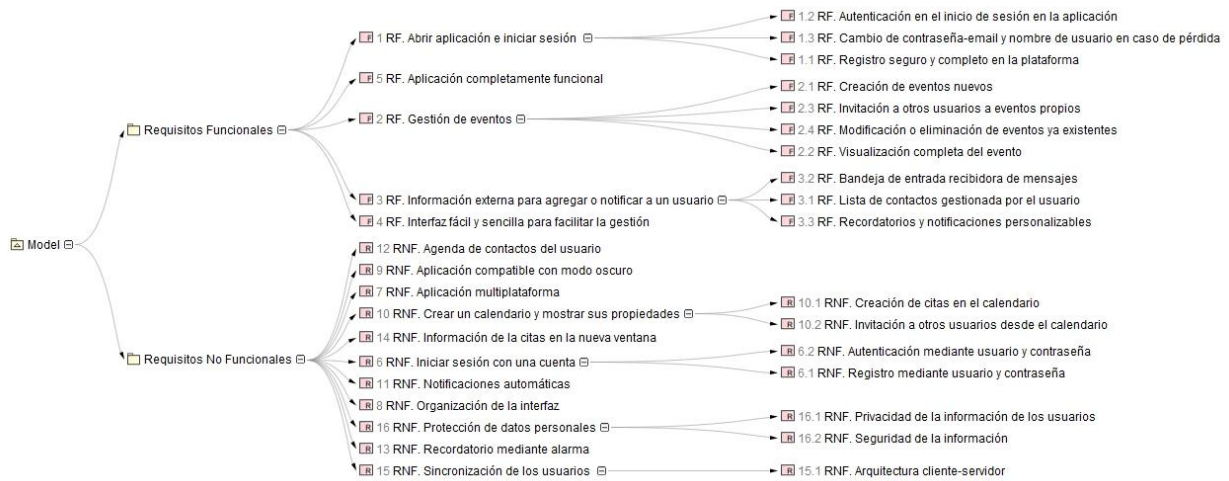 Model
Requisitos Funcionales
1 RF. Abrir aplicación e iniciar sesión
1.2 RF. Autenticación en el inicio de sesión en la aplicación
1.3 RF. Cambio de contraseña-email y nombre de usuario en caso de pérdida
1.1 RF. Registro seguro y completo en la plataforma
5 RF. Aplicación completamente funcional
2 RF. Gestión de eventos
2.1 RF. Creación de eventos nuevos
2.3 RF. Invitación a otros usuarios a eventos propios
2.4 RF. Modificación o eliminación de eventos ya existentes
2.2 RF. Visualización completa del evento
3 RF. Información externa para agregar o notificar a un usuario
3.2 RF. Bandeja de entrada recibidora de mensajes
3.1 RF. Lista de contactos gestionada por el usuario
3.3 RF. Recordatorios y notificaciones personalizables
4 RF. Interfaz fácil y sencilla para facilitar la gestión
Requisitos No Funcionales
12 RNF. Agenda de contactos del usuario
9 RNF. Aplicación compatible con modo oscuro
7 RNF. Aplicación multiplataforma
10 RNF. Crear un calendario y mostrar sus propiedades
10.1 RNF. Creación de citas en el calendario
10.2 RNF. Invitación a otros usuarios desde el calendario
14 RNF. Información de la citas en la nueva ventana
6 RNF. Iniciar sesión con una cuenta
6.2 RNF. Autenticación mediante usuario y contraseña
6.1 RNF. Registro mediante usuario y contraseña
11 RNF. Notificaciones automáticas
8 RNF. Organización de la interfaz
16 RNF. Protección de datos personales
16.1 RNF. Privacidad de la información de los usuarios
16.2 RNF. Seguridad de la información
13 RNF. Recordatorio mediante alarma
15 RNF. Sincronización de los usuarios
15.1 RNF. Arquitectura cliente-servidor